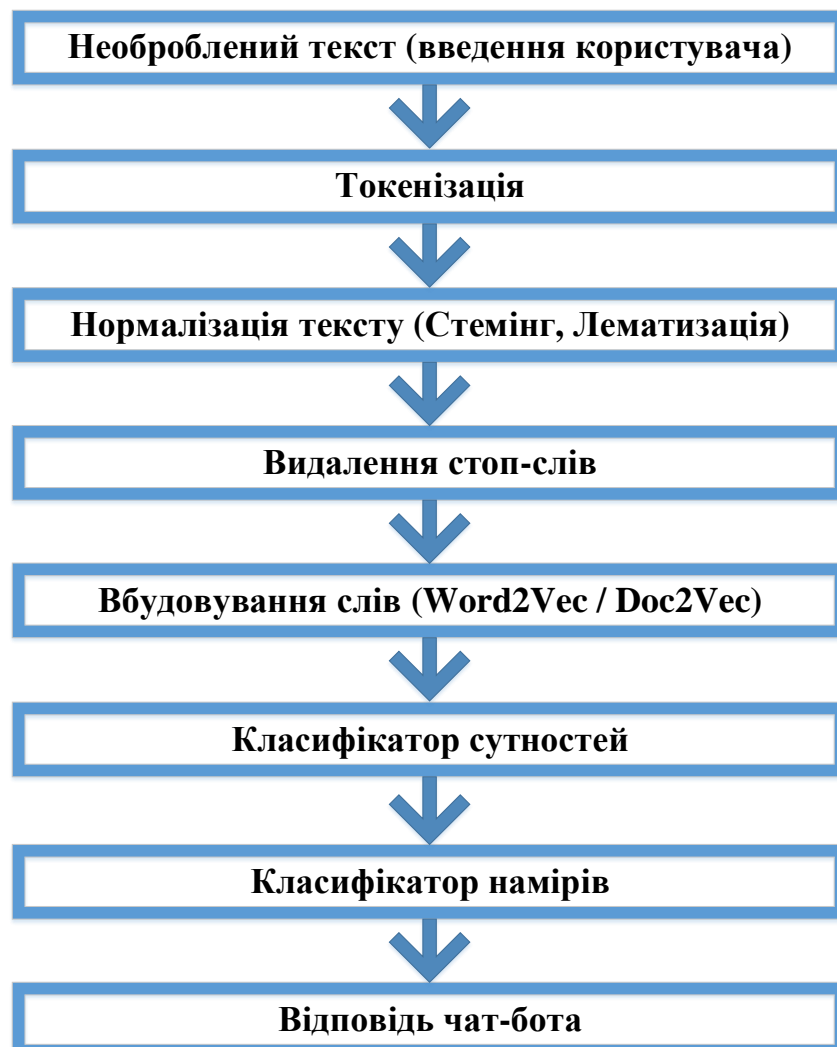 Необроблений текст (введення користувача)
Токенізація
Нормалізація тексту (Стемінг, Лематизація)
Видалення стоп-слів
Вбудовування слів (Word2Vec / Doc2Vec)
Класифікатор сутностей
Класифікатор намірів
Відповідь чат-бота